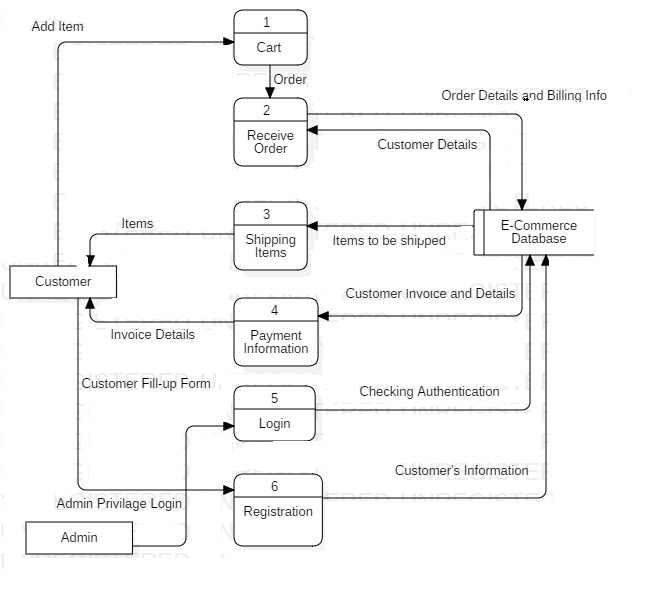 Add Item
1
Cart
Order
Order Details and Billing Info
2
Receive
Order
Customer Details
Items
3
Shipping
Items
Items to be shipped
E-Commerce
Database
Customer
Customer Invoice and Details
4
Payment
Information
Invoice Details
Customer Fill-up Form
5
Login
Checking Authentication
Customer's Information
6
Registration
Admin Privilage Login
Admin